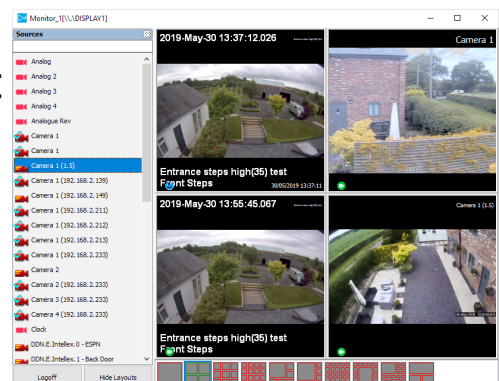 Monitor_1[\\.\DISPLAY1]
Sources
Analog
Analog 2
Analog 3
Analog 4
Analogue Rev
Camera 1
Camera 1
Camera 1 (1.5)
Camera 1 (192.168.2.139)
Camera 1 (192.168.2.149)
Camera 1 (192.168.2.211)
Camera 1 (192.168.2.212)
Camera 1 (192.168.2.213)
Camera 1 (192.168.2.233)
Camera 2
Camera 2 (192.168.2.233)
Camera 3 (192.168.2.233)
Camera 4 (192.168.2.233)
Clock
DDN.E.Intellex.0 - ESPN
DDN.E.Intellex.1 - Back Door
Logoff
Hide Layouts
2019-May-30 13:37:12.026
Entrance steps high(35) test
Front Steps
30/05/2019 13:37:11
Camera 1
2019-May-30 13:55:45.067
Entrance steps high(35) test
Front Steps
Camera 1 (1.5)